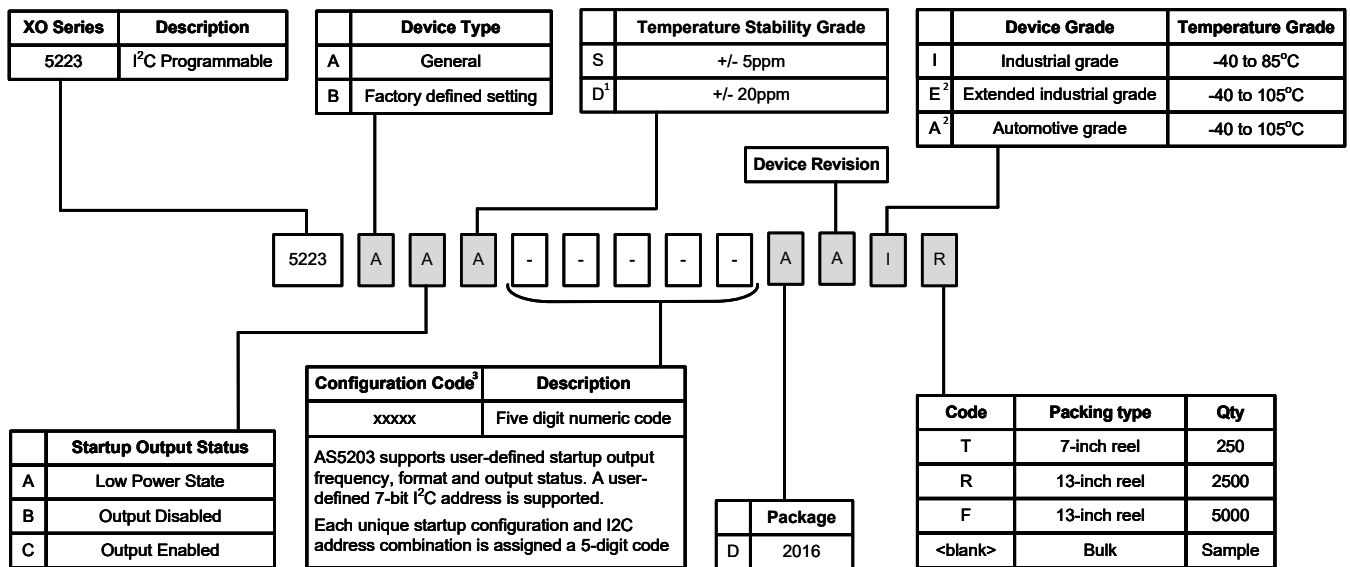 XO Series Description
5223 I²C Programmable
Device Type
A General
B Factory defined setting
Temperature Stability Grade
S +/- 5ppm
D¹ +/- 20ppm
Device Grade Temperature Grade
I Industrial grade -40 to 85°C
E² Extended industrial grade -40 to 105°C
A² Automotive grade -40 to 105°C
Device Revision
5223 A A A - - - - - A A I R
Startup Output Status
A Low Power State
B Output Disabled
C Output Enabled
Configuration Code³ Description
xxxxx Five digit numeric code
AS5203 supports user-defined startup output
frequency, format and output status. A user-
defined 7-bit I²C address is supported.
Each unique startup configuration and I2C
address combination is assigned a 5-digit code
Package
D 2016
Code Packing type Qty
T 7-inch reel 250
R 13-inch reel 2500
F 13-inch reel 5000
<blank> Bulk Sample